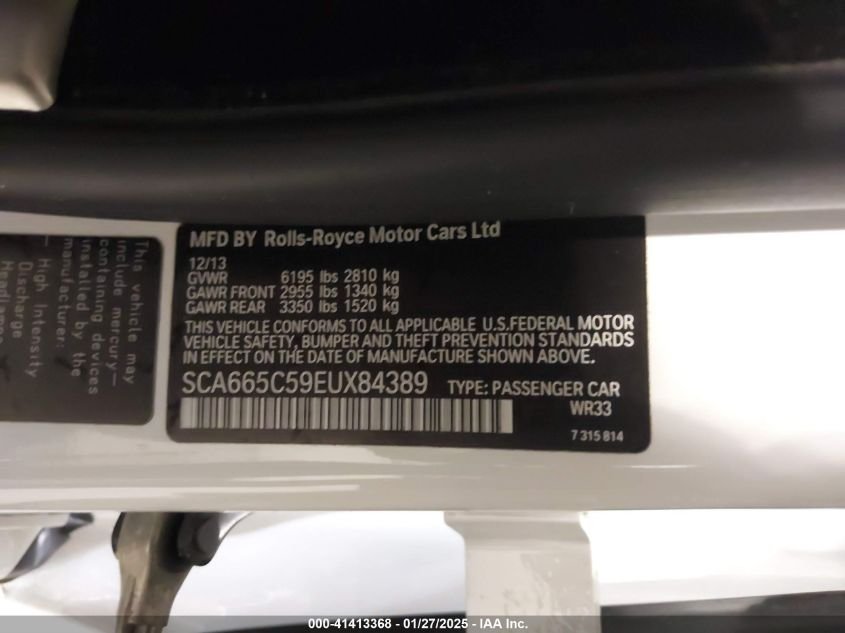 MFD BY Rolls-Royce Motor Cars Ltd
12/13
GVWR 6195 lbs 2810 kg
GAWR FRONT 2955 lbs 1340 kg
GAWR REAR 3350 lbs 1520 kg
THIS VEHICLE CONFORMS TO ALL APPLICABLE U.S.FEDERAL MOTOR
VEHICLE SAFETY, BUMPER AND THEFT PREVENTION STANDARDS
IN EFFECT ON THE DATE OF MANUFACTURE SHOWN ABOVE.
SCA665C59EUX84389 TYPE: PASSENGER CAR
WR33
7 315 814
This vehicle may
include mercury—
containing devices
installed by the
manufacturer:
— High Intensity
Discharge
000-41413368 - 01/27/2025 - IAA Inc.